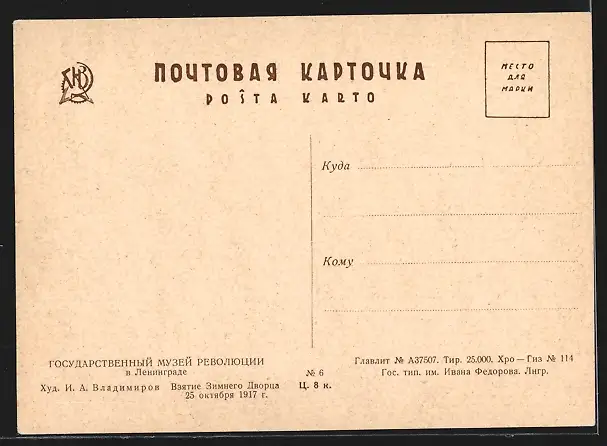 ПОЧТОВАЯ КАРТОЧКА
POŜTA KARTO
МЕСТО
ДЛЯ
МАРКИ
Куда
Кому
ГОСУДАРСТВЕННЫЙ МУЗЕЙ РЕВОЛЮЦИИ
в Ленинграде
Худ. И. А. Владимиров Взятие Зимнего Дворца
25 октября 1917 г.
№ 6
Ц. 8 к.
Главлит № А37507. Тир. 25.000. Хро—Гиз № 114
Гос. тип. им. Ивана Федорова. Лнгр.